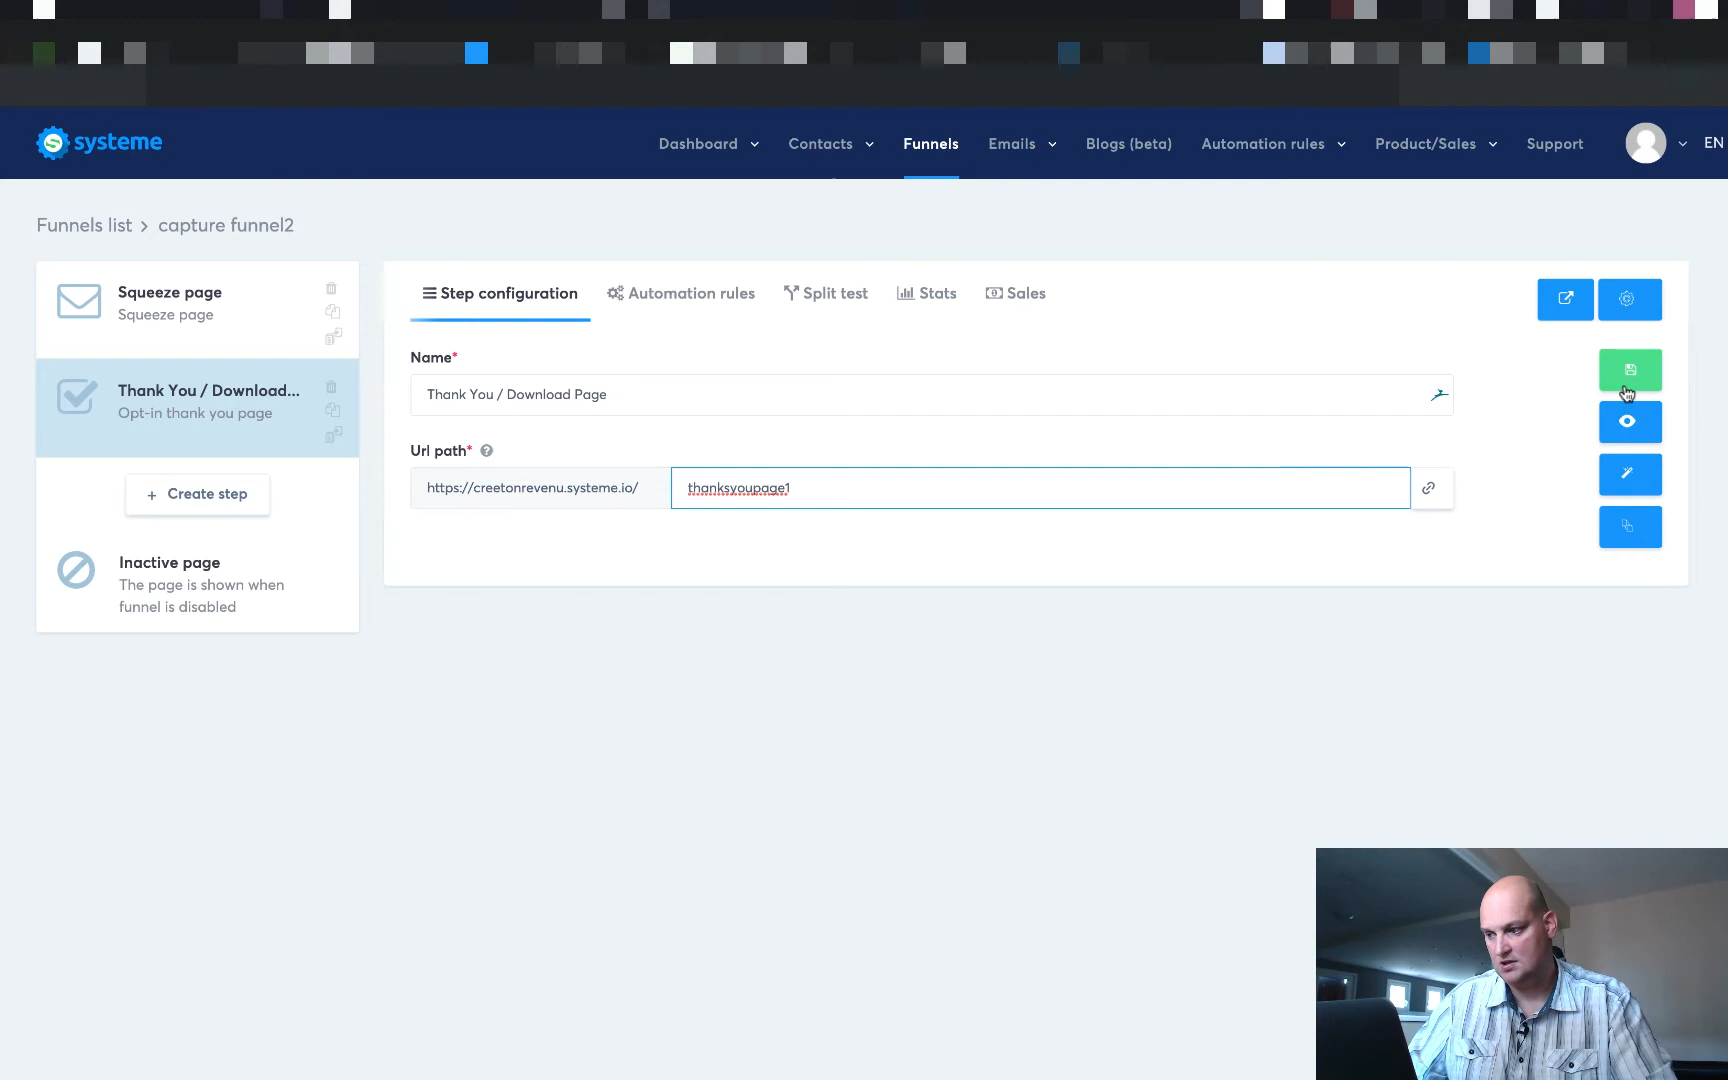 systeme
Dashboard
Contacts
Funnels
Emails
Blogs (beta)
Automation rules
Product/Sales
Support
EN
Funnels list > capture funnel2
Squeeze page
Squeeze page
Thank You / Download...
Opt-in thank you page
+ Create step
Inactive page
The page is shown when
funnel is disabled
Step configuration
Automation rules
Split test
Stats
Sales
Name*
Thank You / Download Page
Url path*
https://creetonrevenu.systeme.io/
thanksyoupage1